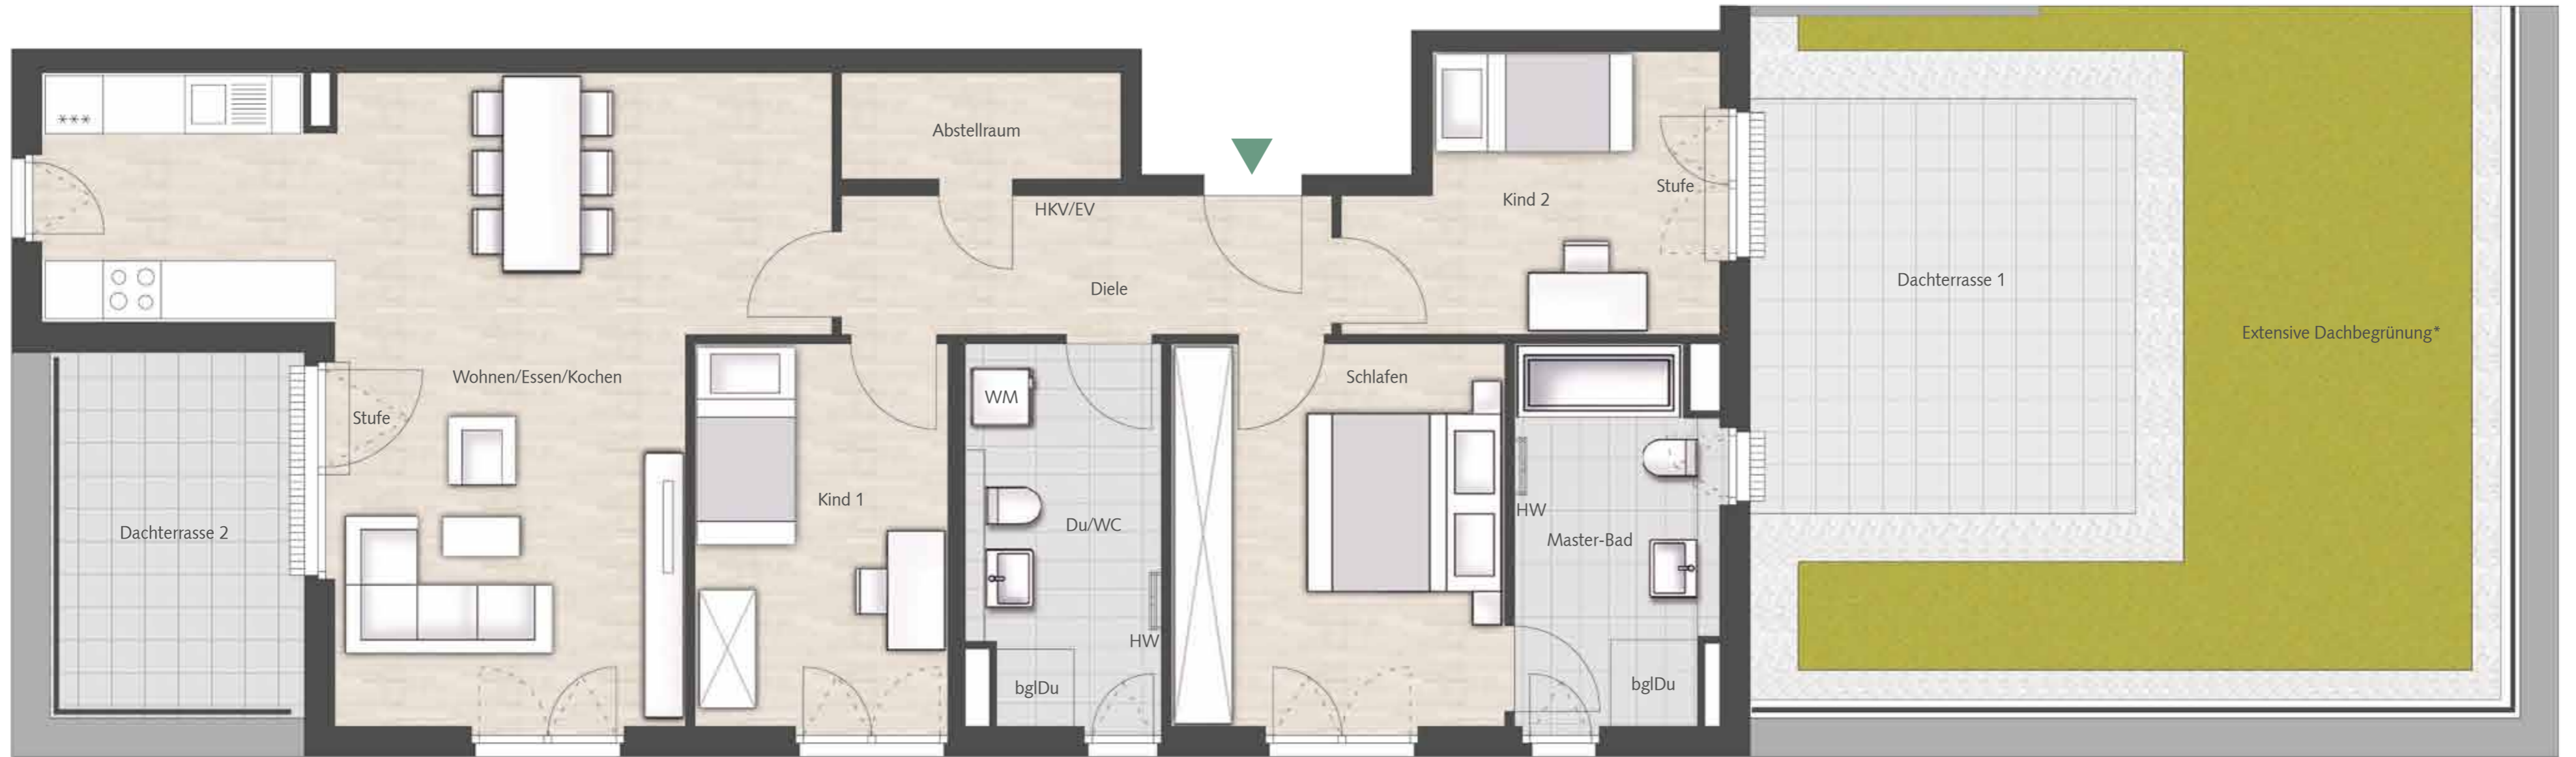 ***
Abstellraum
HKV/EV
Kind 2
Stufe
Diele
Dachterrasse 1
Extensive Dachbegrünung*
Wohnen/Essen/Kochen
Stufe
WM
Schlafen
Kind 1
HW
Du/WC
Dachterrasse 2
Master-Bad
HW
bglDu
bglDu